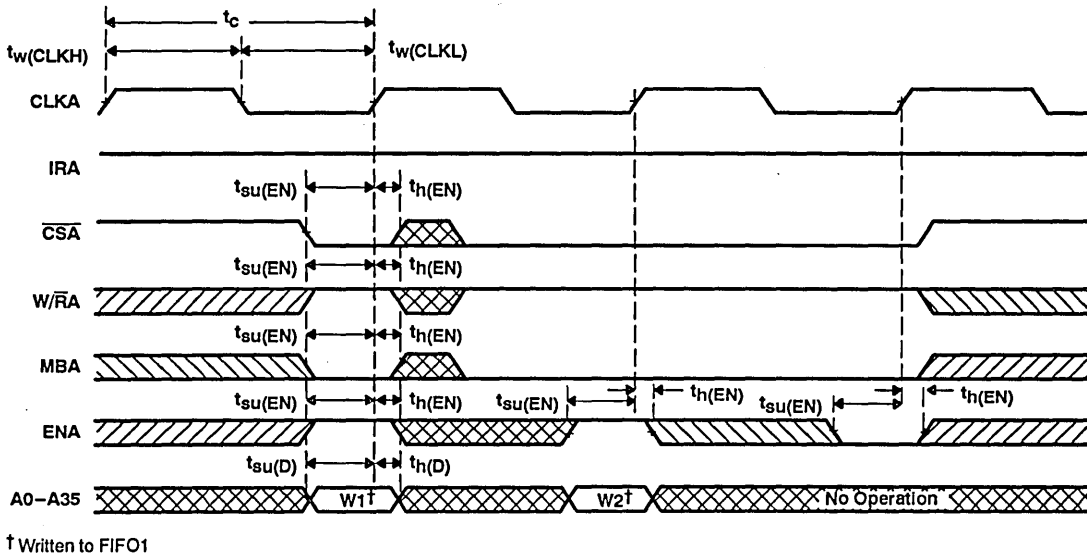 tc
tw(CLKH)
tw(CLKL)
CLKA
IRA
tsu(EN) th(EN)
CSA
tsu(EN) th(EN)
W/RA
tsu(EN) th(EN)
MBA
tsu(EN) th(EN) tsu(EN) th(EN) tsu(EN) th(EN)
ENA
tsu(D) th(D)
A0–A35 W1† W2† No Operation
† Written to FIFO1